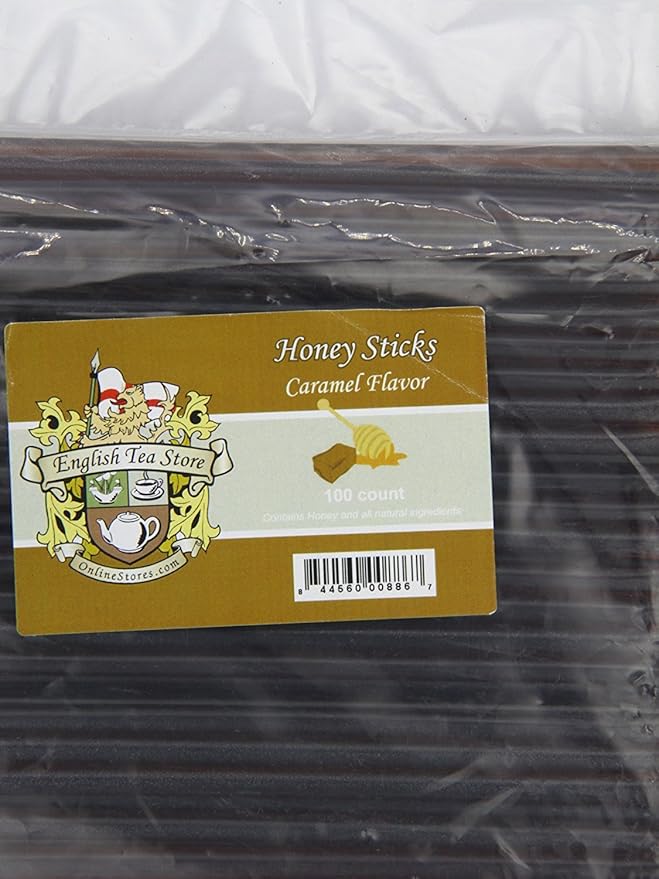 Honey Sticks
Caramel Flavor
English Tea Store
100 count
Contains Honey and all natural ingredients
OnlineStores.com
8 44560 00886 7